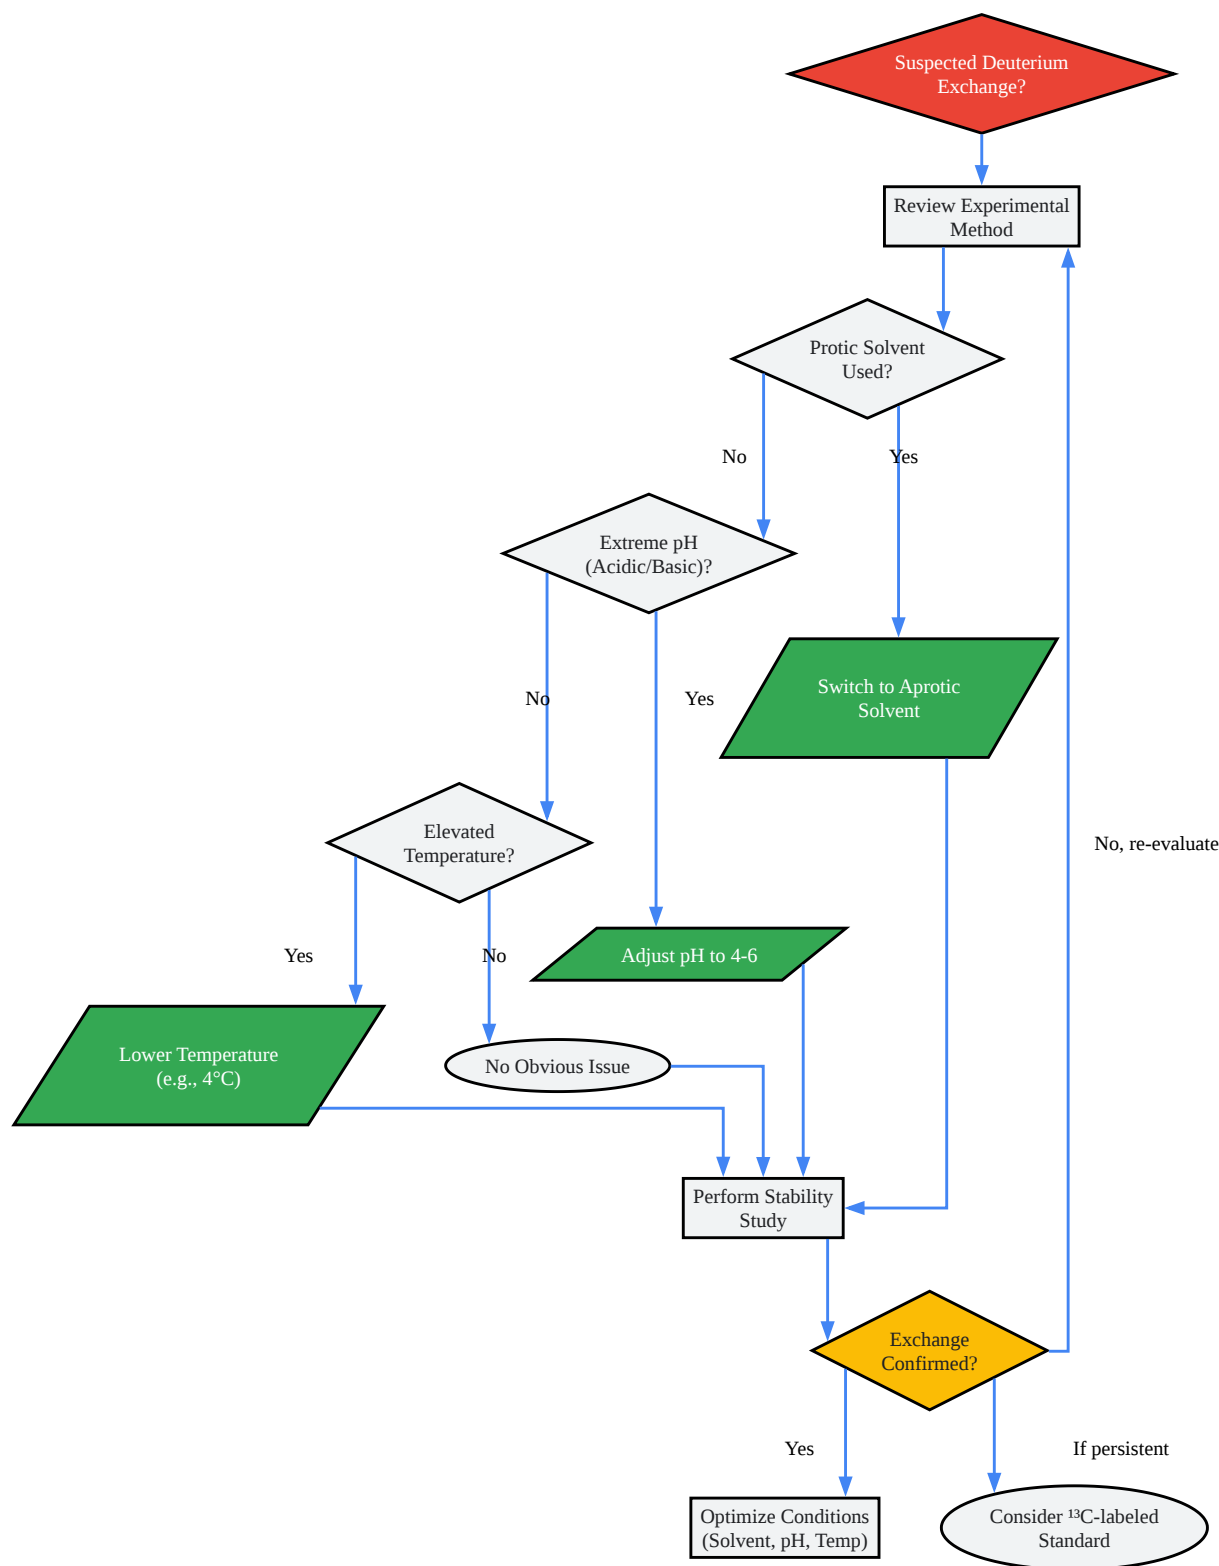 Suspected Deuterium
Exchange?
Review Experimental
Method
Protic Solvent
Used?
No
Yes
Extreme pH
(Acidic/Basic)?
No
Yes
Switch to Aprotic
Solvent
Elevated
Temperature?
No, re-evaluate
Yes
No
Adjust pH to 4-6
Lower Temperature
(e.g., 4°C)
No Obvious Issue
Perform Stability
Study
Exchange
Confirmed?
Yes
If persistent
Optimize Conditions
(Solvent, pH, Temp)
Consider ¹³C-labeled
Standard